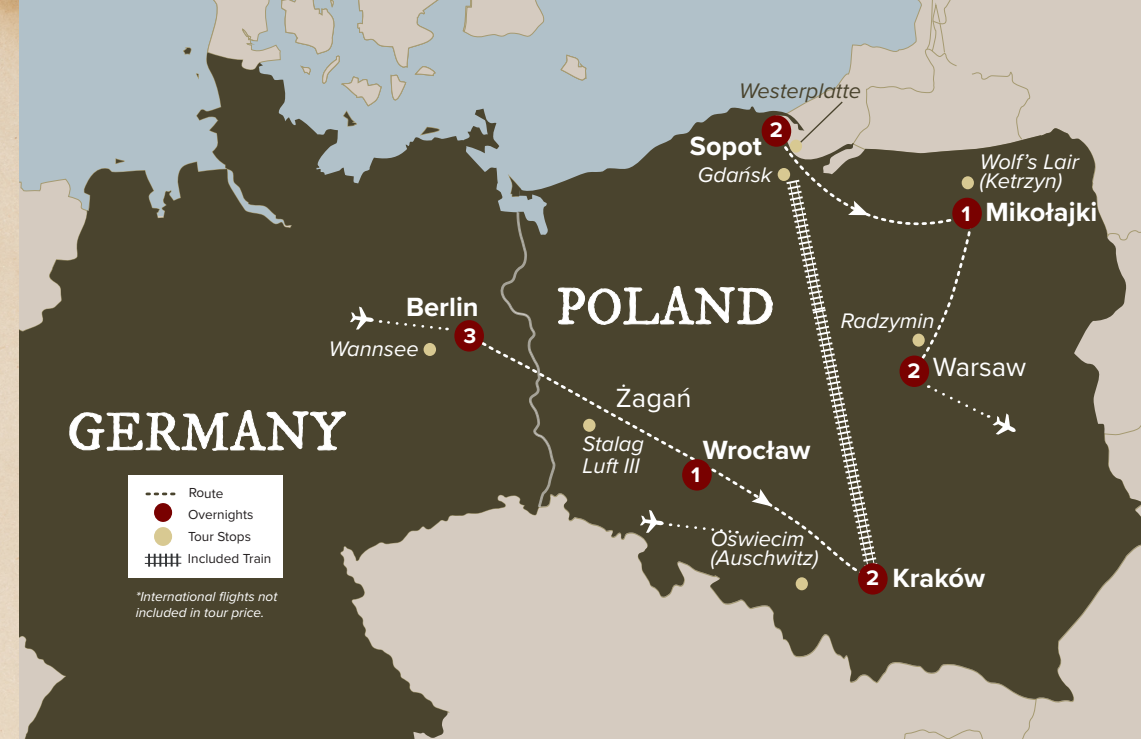 Westerplatte
2
Sopot
Gdańsk
Wolf's Lair
(Ketrzyn)
1
Mikołajki
POLAND
Berlin
3
Wannsee
Radzymin
2
Warsaw
Żagań
GERMANY
Stalag
Luft III
Wrocław
1
Route
Overnights
Tour Stops
Included Train
Oświecim
(Auschwitz)
2
Kraków
*International flights not
included in tour price.